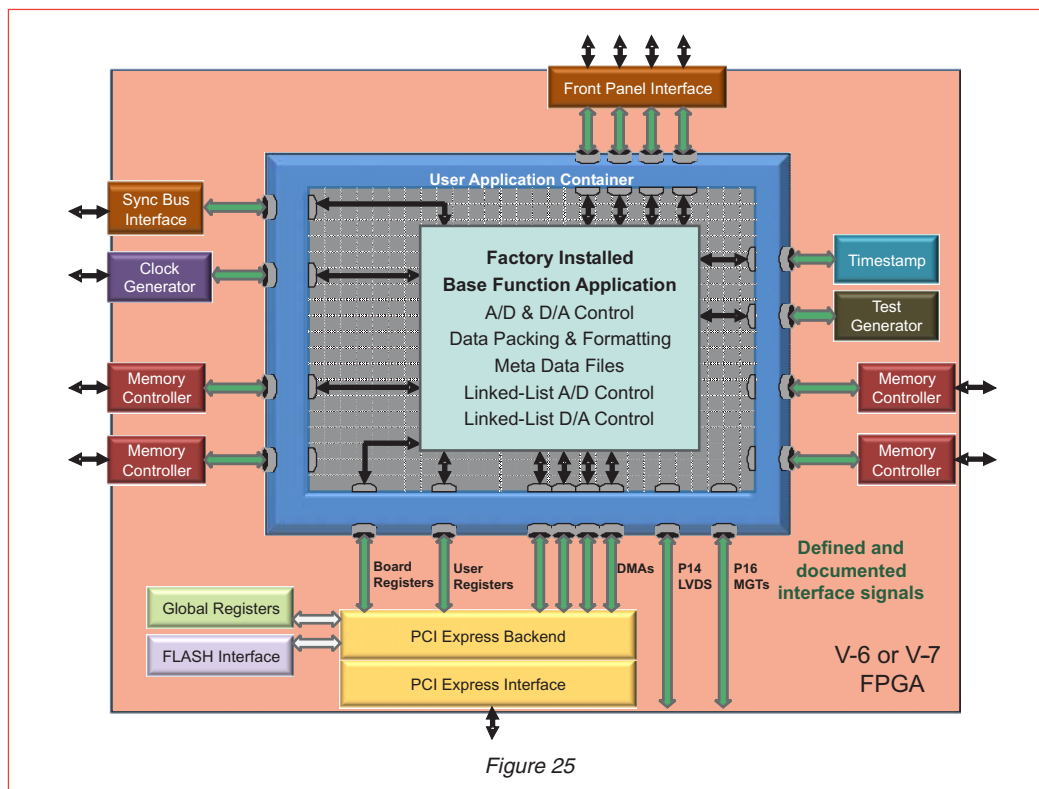 Front Panel Interface
User Application Container
Sync Bus
Interface
Clock
Generator
Memory
Controller
Memory
Controller
Factory Installed
Base Function Application
A/D & D/A Control
Data Packing & Formatting
Meta Data Files
Linked-List A/D Control
Linked-List D/A Control
Timestamp
Test
Generator
Memory
Controller
Memory
Controller
Board
Registers
User
Registers
DMAs
P14
LVDS
P16
MGTs
Defined and
documented
interface signals
Global Registers
FLASH Interface
PCI Express Backend
PCI Express Interface
V-6 or V-7
FPGA
Figure 25